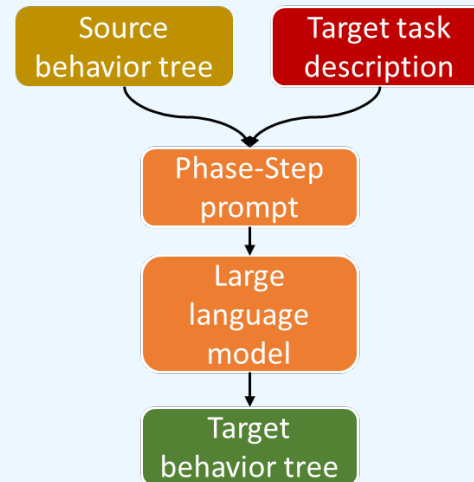 Source
behavior tree
Target task
description
Phase-Step
prompt
Large
language
model
Target
behavior tree